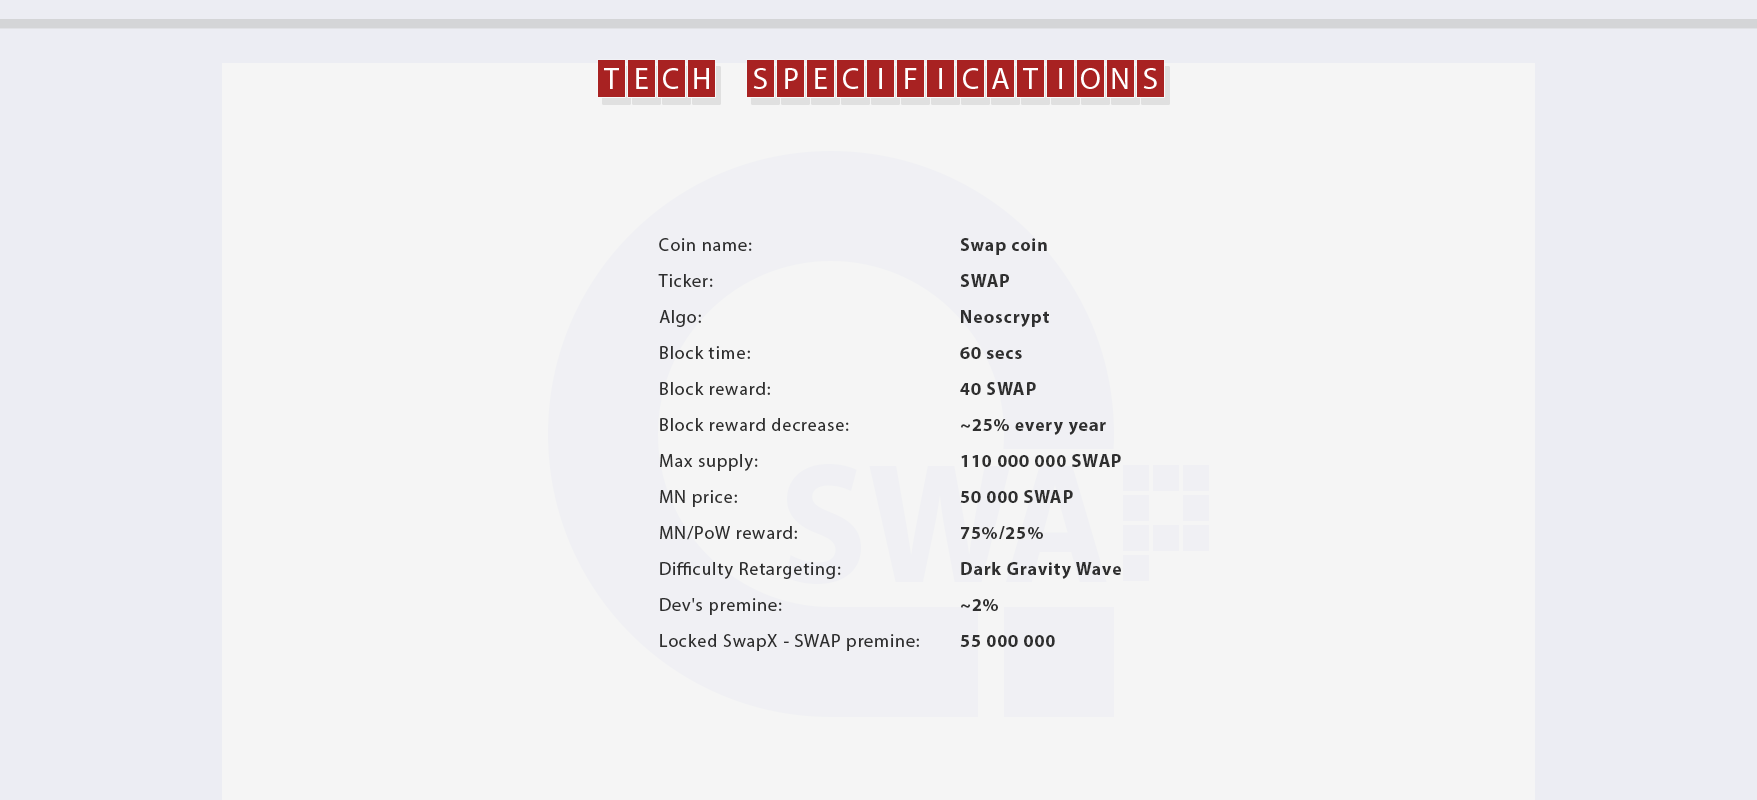 TECH SPECIFICATIONS
Coin name: Swap coin
Ticker: SWAP
Algo: Neoscrypt
Block time: 60 secs
Block reward: 40 SWAP
Block reward decrease: ~25% every year
Max supply: 110 000 000 SWAP
MN price: 50 000 SWAP
MN/PoW reward: 75%/25%
Difficulty Retargeting: Dark Gravity Wave
Dev's premine: ~2%
Locked SwapX - SWAP premine: 55 000 000
SWAP